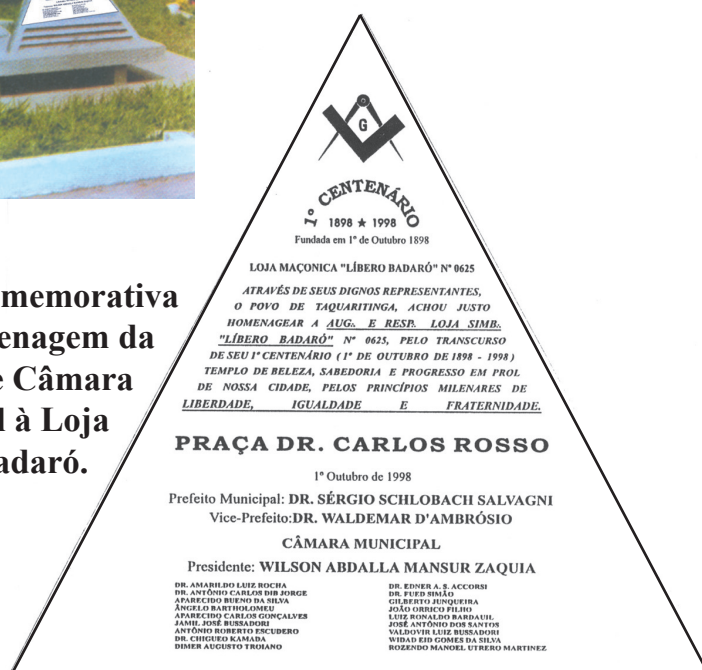 G
1º CENTENÁRIO
1898 ★ 1998
Fundada em 1º de Outubro 1898
LOJA MAÇONICA "LÍBERO BADARÓ" Nº 0625
ATRAVÉS DE SEUS DIGNOS REPRESENTANTES,
O POVO DE TAQUARITINGA, ACHOU JUSTO
HOMENAGEAR A AUG∴ E RESP∴ LOJA SIMB∴
"LÍBERO BADARÓ" Nº 0625, PELO TRANSCURSO
DE SEU 1º CENTENÁRIO ( 1º DE OUTUBRO DE 1898 - 1998 )
TEMPLO DE BELEZA, SABEDORIA E PROGRESSO EM PROL
DE NOSSA CIDADE, PELOS PRINCÍPIOS MILENARES DE
LIBERDADE, IGUALDADE E FRATERNIDADE.
PRAÇA DR. CARLOS ROSSO
1º Outubro de 1998
Prefeito Municipal: DR. SÉRGIO SCHLOBACH SALVAGNI
Vice-Prefeito:DR. WALDEMAR D'AMBRÓSIO
CÂMARA MUNICIPAL
Presidente: WILSON ABDALLA MANSUR ZAQUIA
DR. AMARILDO LUIZ ROCHA
DR. ANTÔNIO CARLOS DIB JORGE
APARECIDO BUENO DA SILVA
ÂNGELO BARTHOLOMEU
APARECIDO CARLOS GONÇALVES
JAMIL JOSÉ BUSSADORI
ANTÔNIO ROBERTO ESCUDERO
DR. CHIGUEO KAMADA
DIMER AUGUSTO TROIANO
DR. EDNER A. S. ACCORSI
DR. FUED SIMÃO
GILBERTO JUNQUEIRA
JOÃO ORRICO FILHO
LUIZ RONALDO BARDAUIL
JOSÉ ANTÔNIO DOS SANTOS
VALDOVIR LUIZ BUSSADORI
WIDAD EID GOMES DA SILVA
ROZENDO MANOEL UTRERO MARTINEZ
memorativa
enagem da
e Câmara
l à Loja
adaró.